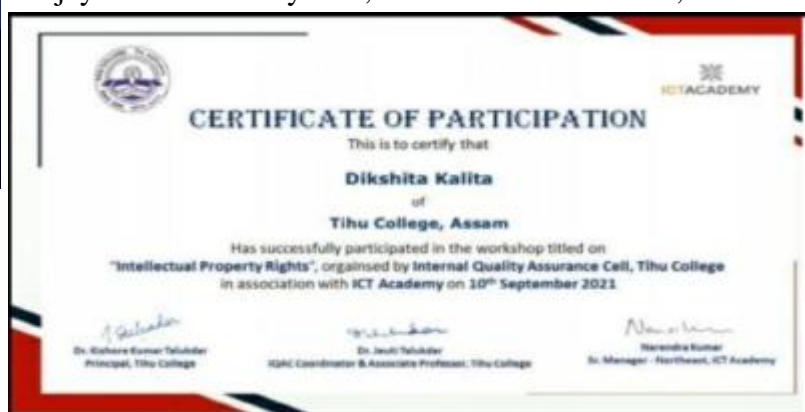 ICTACADEMY
CERTIFICATE OF PARTICIPATION
This is to certify that
Dikshita Kalita
of
Tihu College, Assam
Has successfully participated in the workshop titled on
"Intellectual Property Rights", orgainsed by Internal Quality Assurance Cell, Tihu College
in association with ICT Academy on 10th September 2021
Dr. Kishore Kumar Talukdar
Principal, Tihu College
Dr. Jeuti Talukdar
IQAC Coordinator & Associate Professor, Tihu College
Narendra Kumar
Sr. Manager - Northeast, ICT Academy